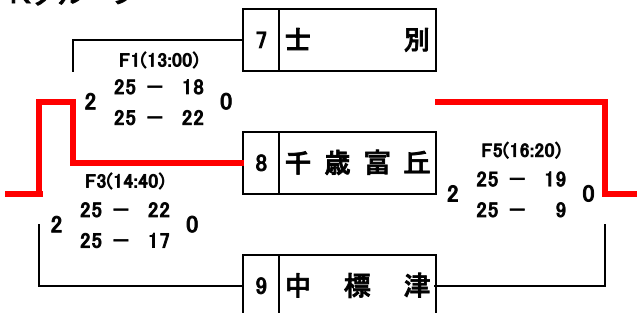 7 士 別
F1(13:00)
2 25 － 18 0
25 － 22
8 千 歳 富 丘
F5(16:20)
2 25 － 19 0
25 － 9
F3(14:40)
2 25 － 22 0
25 － 17
9 中 標 津